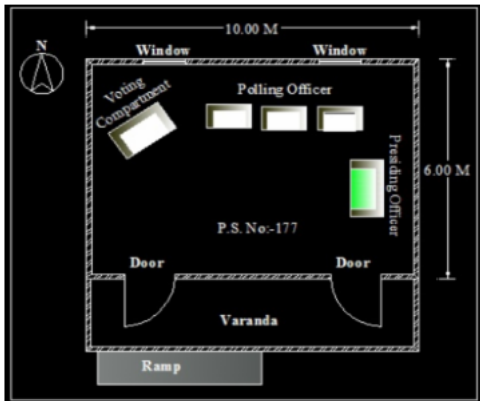 10.00 M
N
Window
Window
Voting
Compartment
Polling Officer
Presiding Officer
6.00 M
P.S. No:-177
Door
Door
Varanda
Ramp